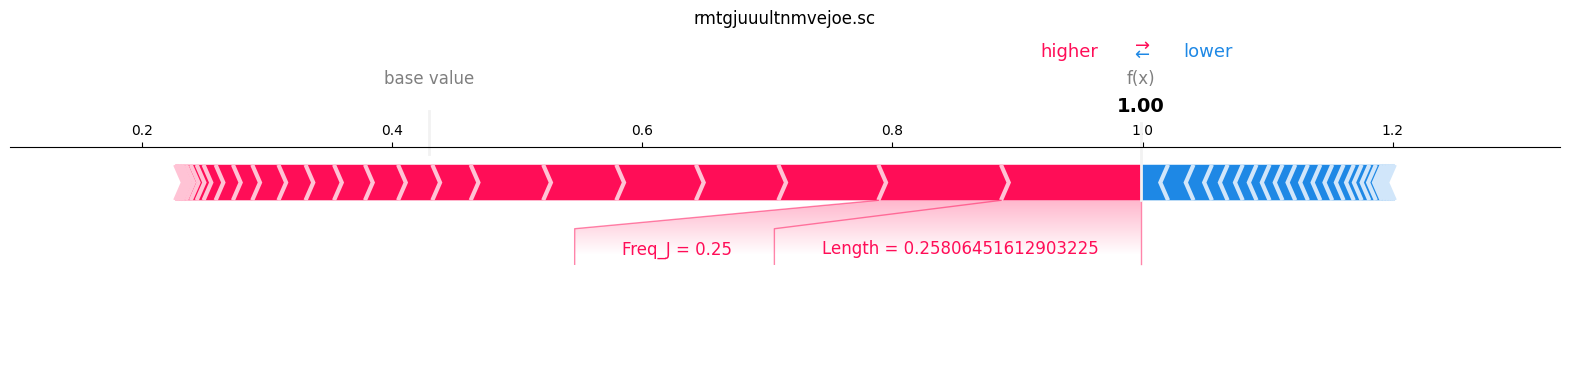 rmtgjuuultnmvejoe.sc
higher ⇄ lower
base value f(x)
1.00
0.2 0.4 0.6 0.8 1.0 1.2
Freq_J = 0.25 Length = 0.25806451612903225